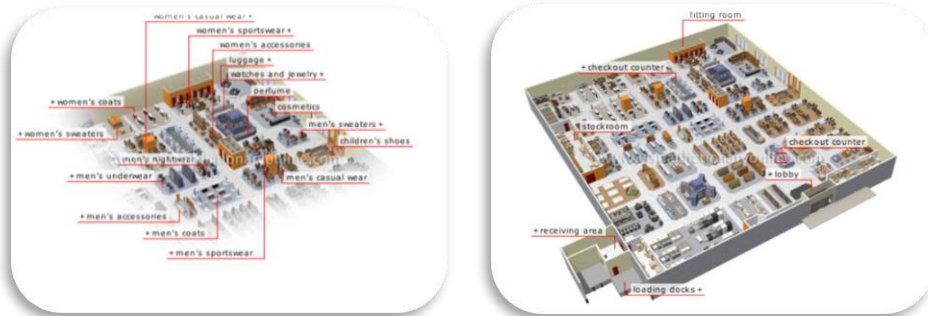 women's casual wear +
women's sportswear +
women's accessories
luggage +
watches and jewelry +
perfume
cosmetics
+ women's coats
men's sweaters +
+ women's sweaters
children's shoes
men's nightwear
+ men's underwear
men's casual wear
+ men's accessories
+ men's coats
+ men's sportswear
fitting room
+ checkout counter
stockroom
checkout counter
+ lobby
+ receiving area
loading docks +